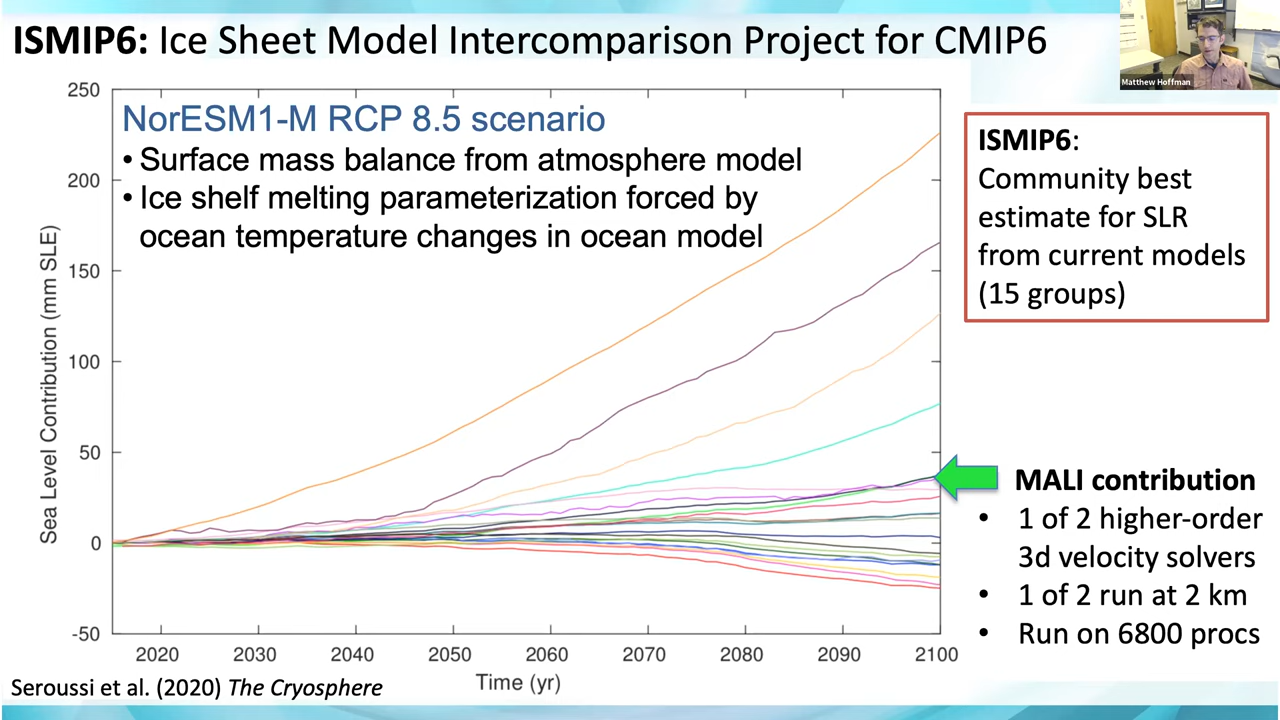 ISMIP6: Ice Sheet Model Intercomparison Project for CMIP6
Matthew Hoffman
NorESM1-M RCP 8.5 scenario
• Surface mass balance from atmosphere model
• Ice shelf melting parameterization forced by
ocean temperature changes in ocean model
250
200
150
100
50
0
-50
Sea Level Contribution (mm SLE)
2020 2030 2040 2050 2060 2070 2080 2090 2100
Time (yr)
ISMIP6:
Community best
estimate for SLR
from current models
(15 groups)
MALI contribution
• 1 of 2 higher-order
3d velocity solvers
• 1 of 2 run at 2 km
• Run on 6800 procs
Seroussi et al. (2020) The Cryosphere